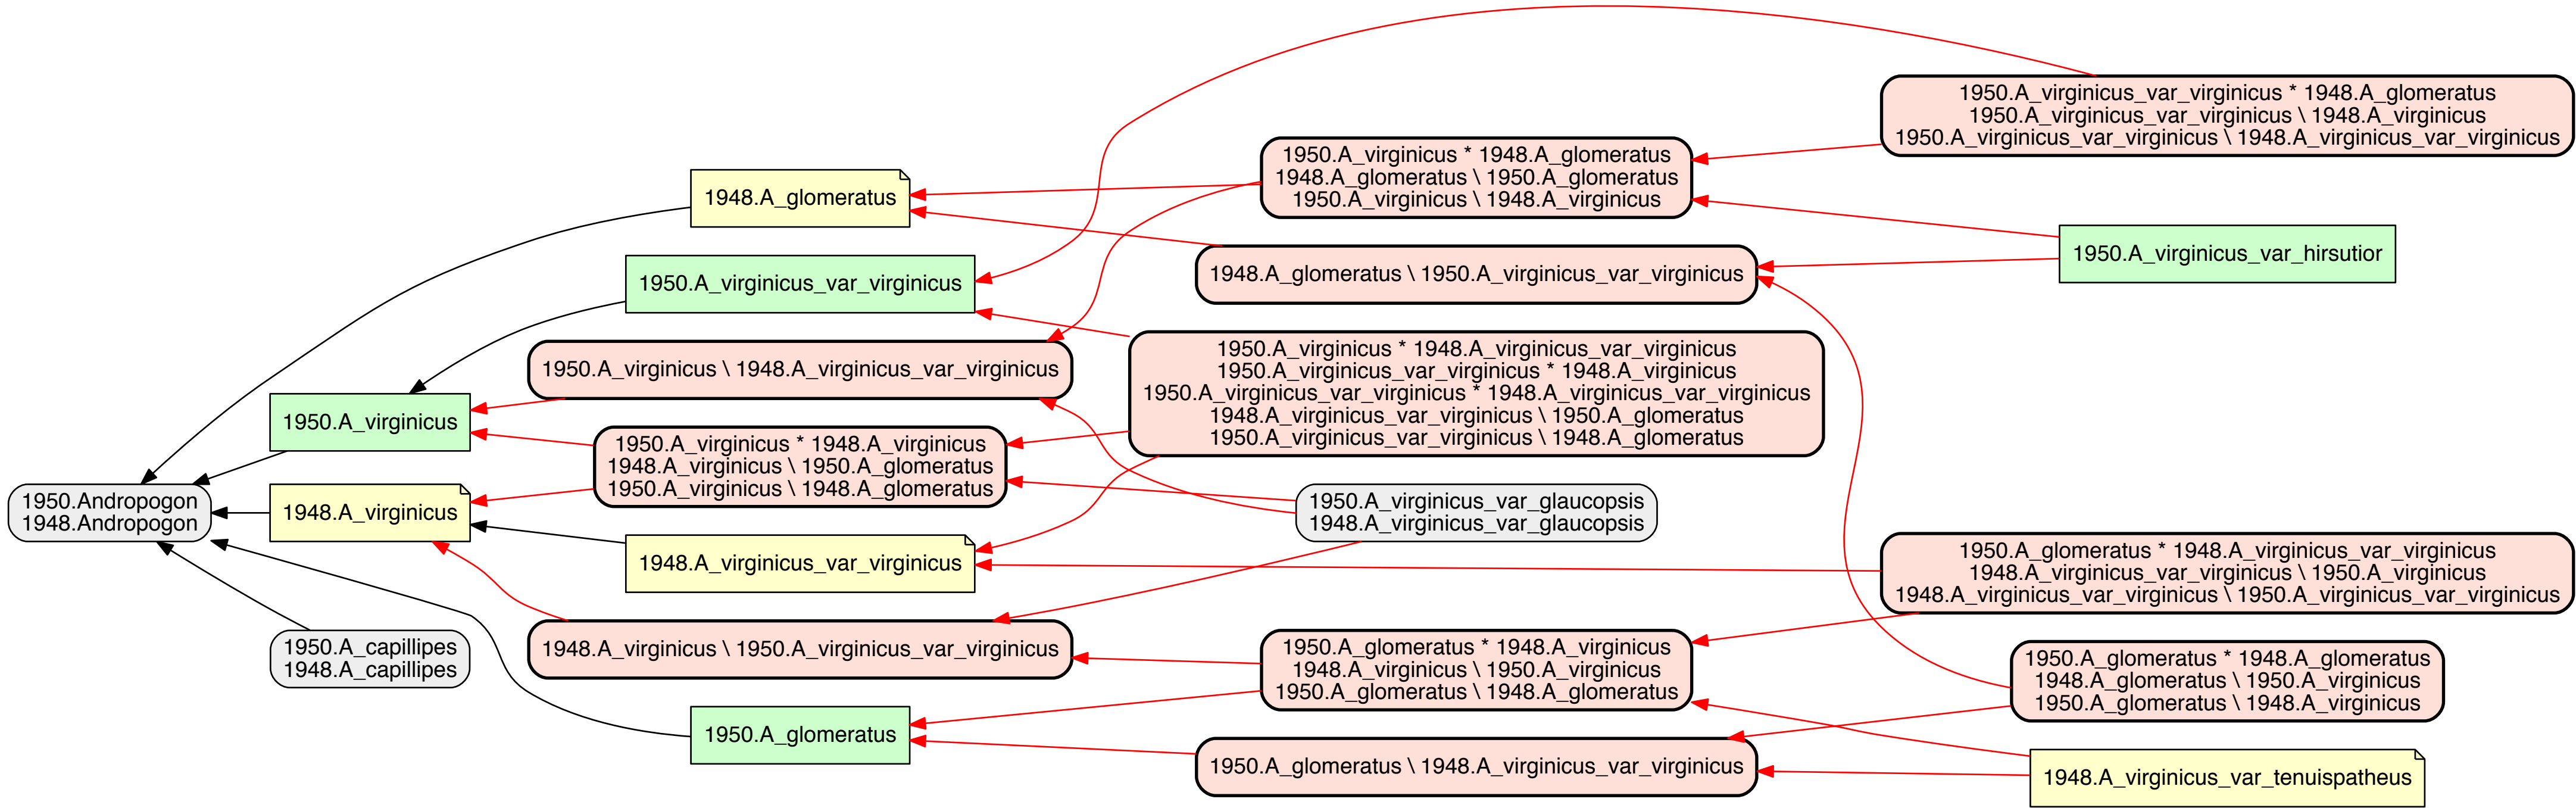 1950.A_virginicus_var_virginicus * 1948.A_glomeratus
1950.A_virginicus_var_virginicus \ 1948.A_virginicus
1950.A_virginicus_var_virginicus \ 1948.A_virginicus_var_virginicus
1950.A_virginicus * 1948.A_glomeratus
1948.A_glomeratus \ 1950.A_glomeratus
1950.A_virginicus \ 1948.A_virginicus
1948.A_glomeratus
1950.A_virginicus_var_hirsutior
1948.A_glomeratus \ 1950.A_virginicus_var_virginicus
1950.A_virginicus_var_virginicus
1950.A_virginicus * 1948.A_virginicus_var_virginicus
1950.A_virginicus_var_virginicus * 1948.A_virginicus
1950.A_virginicus_var_virginicus * 1948.A_virginicus_var_virginicus
1948.A_virginicus_var_virginicus \ 1950.A_glomeratus
1950.A_virginicus_var_virginicus \ 1948.A_glomeratus
1950.A_virginicus \ 1948.A_virginicus_var_virginicus
1950.A_virginicus
1950.A_virginicus * 1948.A_virginicus
1948.A_virginicus \ 1950.A_glomeratus
1950.A_virginicus \ 1948.A_glomeratus
1950.Andropogon
1948.Andropogon
1948.A_virginicus
1950.A_virginicus_var_glaucopsis
1948.A_virginicus_var_glaucopsis
1948.A_virginicus_var_virginicus
1950.A_glomeratus * 1948.A_virginicus_var_virginicus
1948.A_virginicus_var_virginicus \ 1950.A_virginicus
1948.A_virginicus_var_virginicus \ 1950.A_virginicus_var_virginicus
1950.A_capillipes
1948.A_capillipes
1948.A_virginicus \ 1950.A_virginicus_var_virginicus
1950.A_glomeratus * 1948.A_virginicus
1948.A_virginicus \ 1950.A_virginicus
1950.A_glomeratus \ 1948.A_glomeratus
1950.A_glomeratus * 1948.A_glomeratus
1948.A_glomeratus \ 1950.A_virginicus
1950.A_glomeratus \ 1948.A_virginicus
1950.A_glomeratus
1950.A_glomeratus \ 1948.A_virginicus_var_virginicus
1948.A_virginicus_var_tenuispatheus